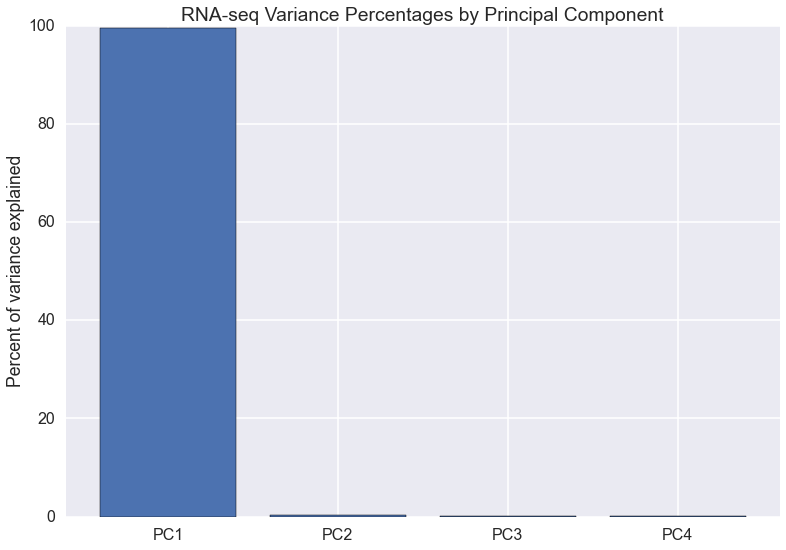 RNA-seq Variance Percentages by Principal Component
Percent of variance explained
100
80
60
40
20
0
PC1 PC2 PC3 PC4